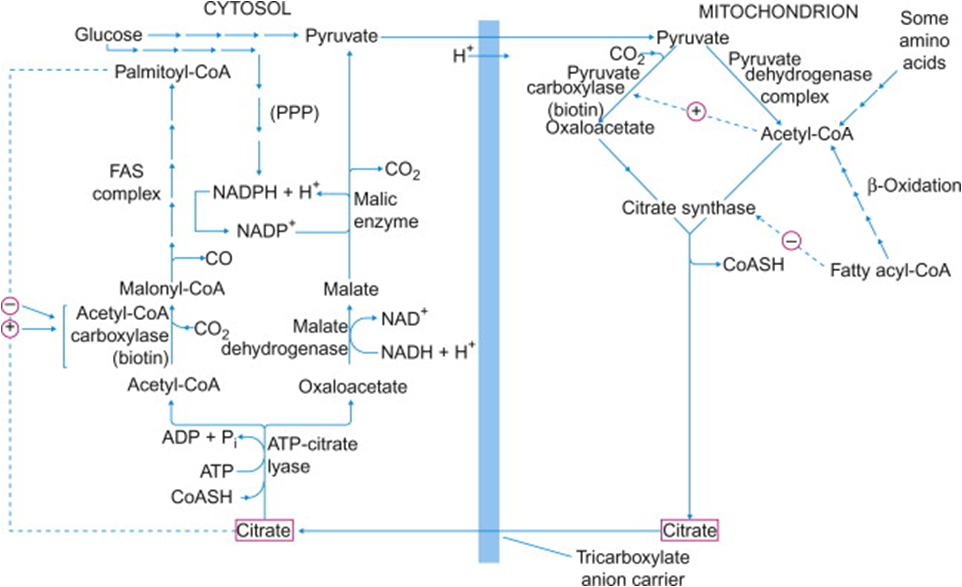 CYTOSOL
MITOCHONDRION
Glucose
Pyruvate
Palmitoyl-CoA
(PPP)
FAS
complex
NADPH + H+
NADP+
CO2
Malic
enzyme
CO
Malonyl-CoA
Malate
−
+
Acetyl-CoA
carboxylase
(biotin)
CO2
Malate
dehydrogenase
NAD+
NADH + H+
Acetyl-CoA
Oxaloacetate
ADP + Pi
ATP
CoASH
ATP-citrate
lyase
Citrate
H+
Pyruvate
CO2
Pyruvate
carboxylase
(biotin)
Oxaloacetate
Pyruvate
dehydrogenase
complex
Some
amino
acids
+
Acetyl-CoA
β-Oxidation
Citrate synthase
−
Fatty acyl-CoA
CoASH
Citrate
Tricarboxylate
anion carrier